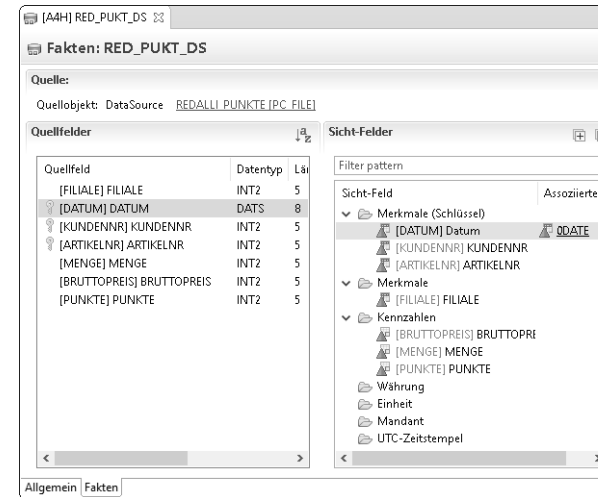 [A4H] RED_PUKT_DS
Fakten: RED_PUKT_DS
Quelle:
Quellobjekt: DataSource REDALLI_PUNKTE [PC_FILE]
Quellfelder
Quellfeld Datentyp Lär
[FILIALE] FILIALE INT2 5
[DATUM] DATUM DATS 8
[KUNDENNR] KUNDENNR INT2 5
[ARTIKELNR] ARTIKELNR INT2 5
[MENGE] MENGE INT2 5
[BRUTTOPREIS] BRUTTOPREIS INT2 5
[PUNKTE] PUNKTE INT2 5
Sicht-Felder
Filter pattern
Sicht-Feld Assoziierte
Merkmale (Schlüssel)
[DATUM] Datum 0DATE
[KUNDENNR] KUNDENNR
[ARTIKELNR] ARTIKELNR
Merkmale
[FILIALE] FILIALE
Kennzahlen
[BRUTTOPREIS] BRUTTOPRE
[MENGE] MENGE
[PUNKTE] PUNKTE
Währung
Einheit
Mandant
UTC-Zeitstempel
Allgemein Fakten